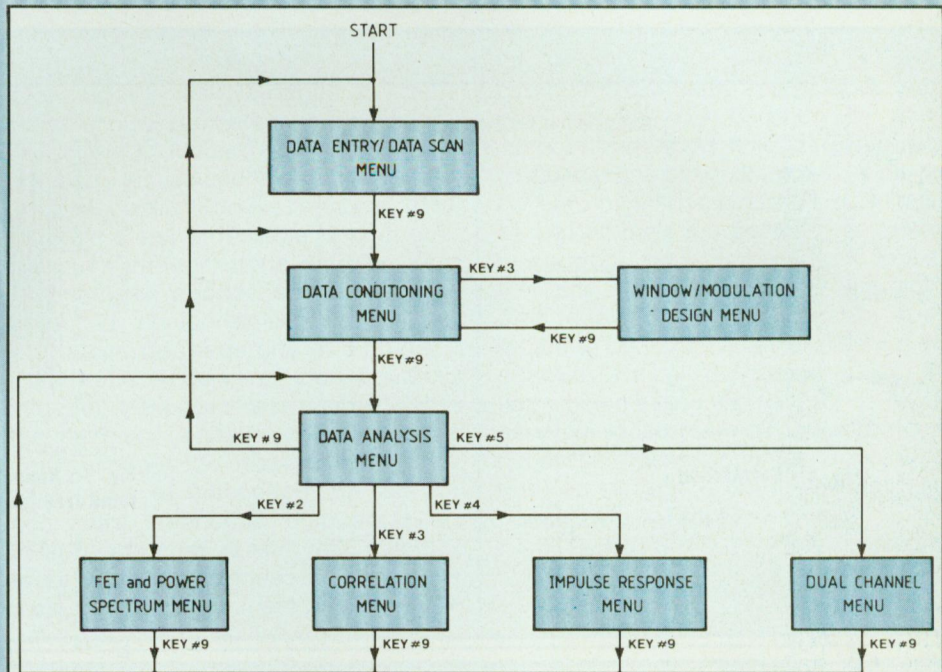 START
DATA ENTRY/DATA SCAN
MENU
KEY #9
DATA CONDITIONING
MENU
KEY #3
WINDOW/MODULATION
DESIGN MENU
KEY #9
KEY #9
DATA ANALYSIS
MENU
KEY #9
KEY #5
KEY #2
KEY #3
KEY #4
FET and POWER
SPECTRUM MENU
CORRELATION
MENU
IMPULSE RESPONSE
MENU
DUAL CHANNEL
MENU
KEY #9
KEY #9
KEY #9
KEY #9